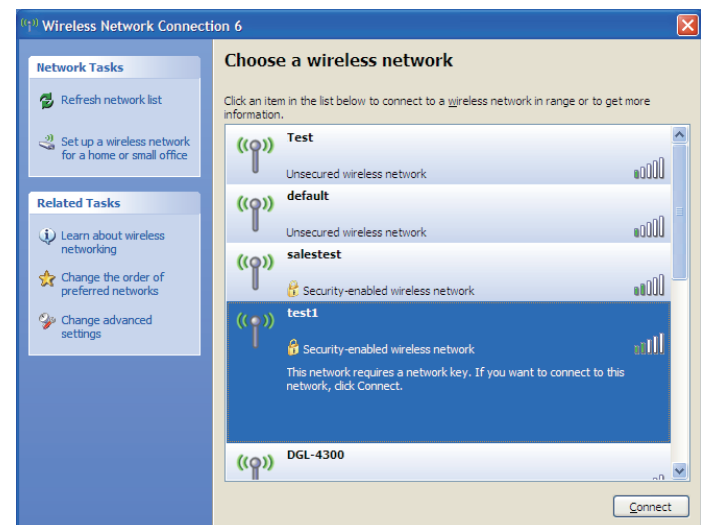 Wireless Network Connection 6
Network Tasks
Refresh network list
Set up a wireless network
for a home or small office
Related Tasks
Learn about wireless
networking
Change the order of
preferred networks
Change advanced
settings
Choose a wireless network
Click an item in the list below to connect to a wireless network in range or to get more
information.
Test
Unsecured wireless network
default
Unsecured wireless network
salestest
Security-enabled wireless network
test1
Security-enabled wireless network
This network requires a network key. If you want to connect to this
network, click Connect.
DGL-4300
Connect